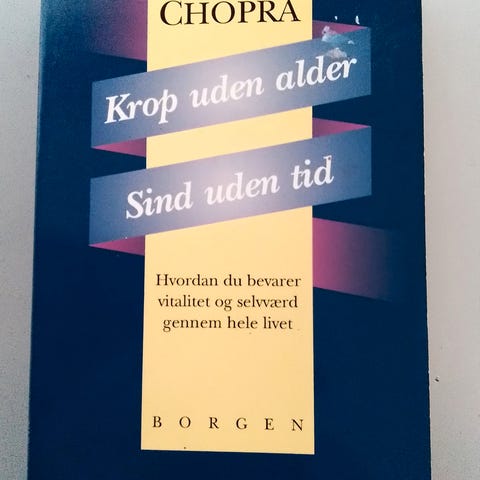 CHOPRA
Krop uden alder
Sind uden tid
Hvordan du bevarer
vitalitet og selvværd
gennem hele livet
BORGEN